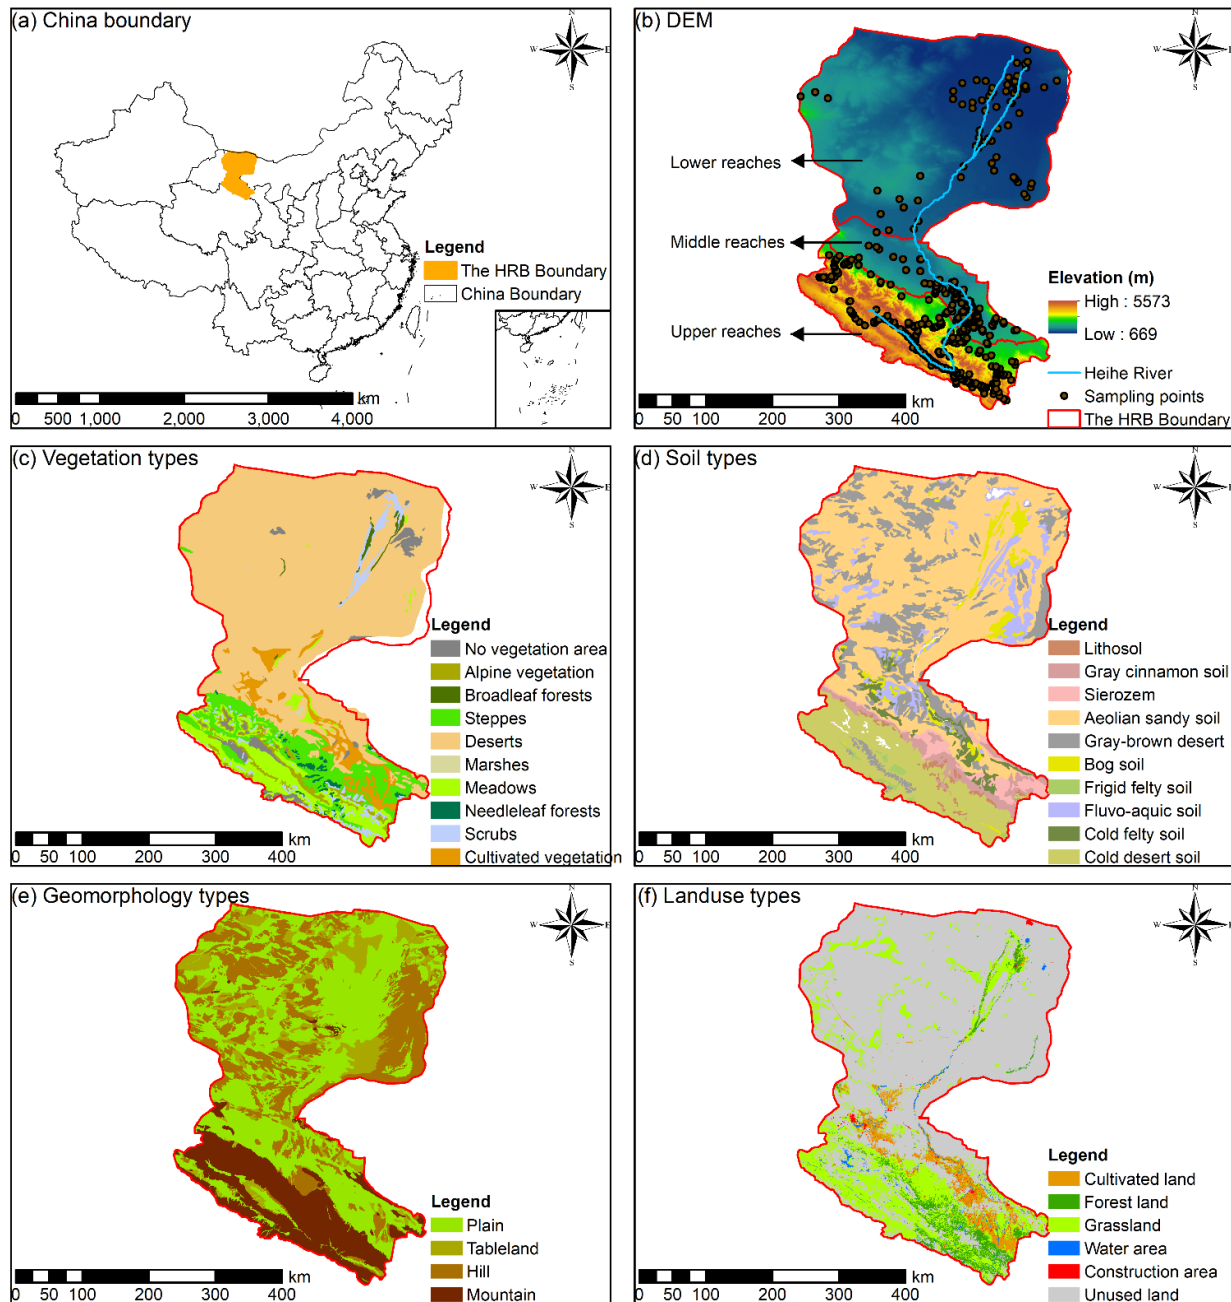 (a) China boundary
N
W
E
S
Legend
The HRB Boundary
China Boundary
km
0 500 1,000 2,000 3,000 4,000
(b) DEM
N
W
E
S
Lower reaches
Middle reaches
Upper reaches
Elevation (m)
High : 5573
Low : 669
Heihe River
Sampling points
The HRB Boundary
km
0 50 100 200 300 400
(c) Vegetation types
N
W
E
S
Legend
No vegetation area
Alpine vegetation
Broadleaf forests
Steppes
Deserts
Marshes
Meadows
Needleleaf forests
Scrubs
Cultivated vegetation
km
0 50 100 200 300 400
(d) Soil types
N
W
E
S
Legend
Lithosol
Gray cinnamon soil
Sierozem
Aeolian sandy soil
Gray-brown desert
Bog soil
Frigid felty soil
Fluvo-aquic soil
Cold felty soil
Cold desert soil
km
0 50 100 200 300 400
(e) Geomorphology types
N
W
E
S
Legend
Plain
Tableland
Hill
Mountain
km
0 50 100 200 300 400
(f) Landuse types
N
W
E
S
Legend
Cultivated land
Forest land
Grassland
Water area
Construction area
Unused land
km
0 50 100 200 300 400